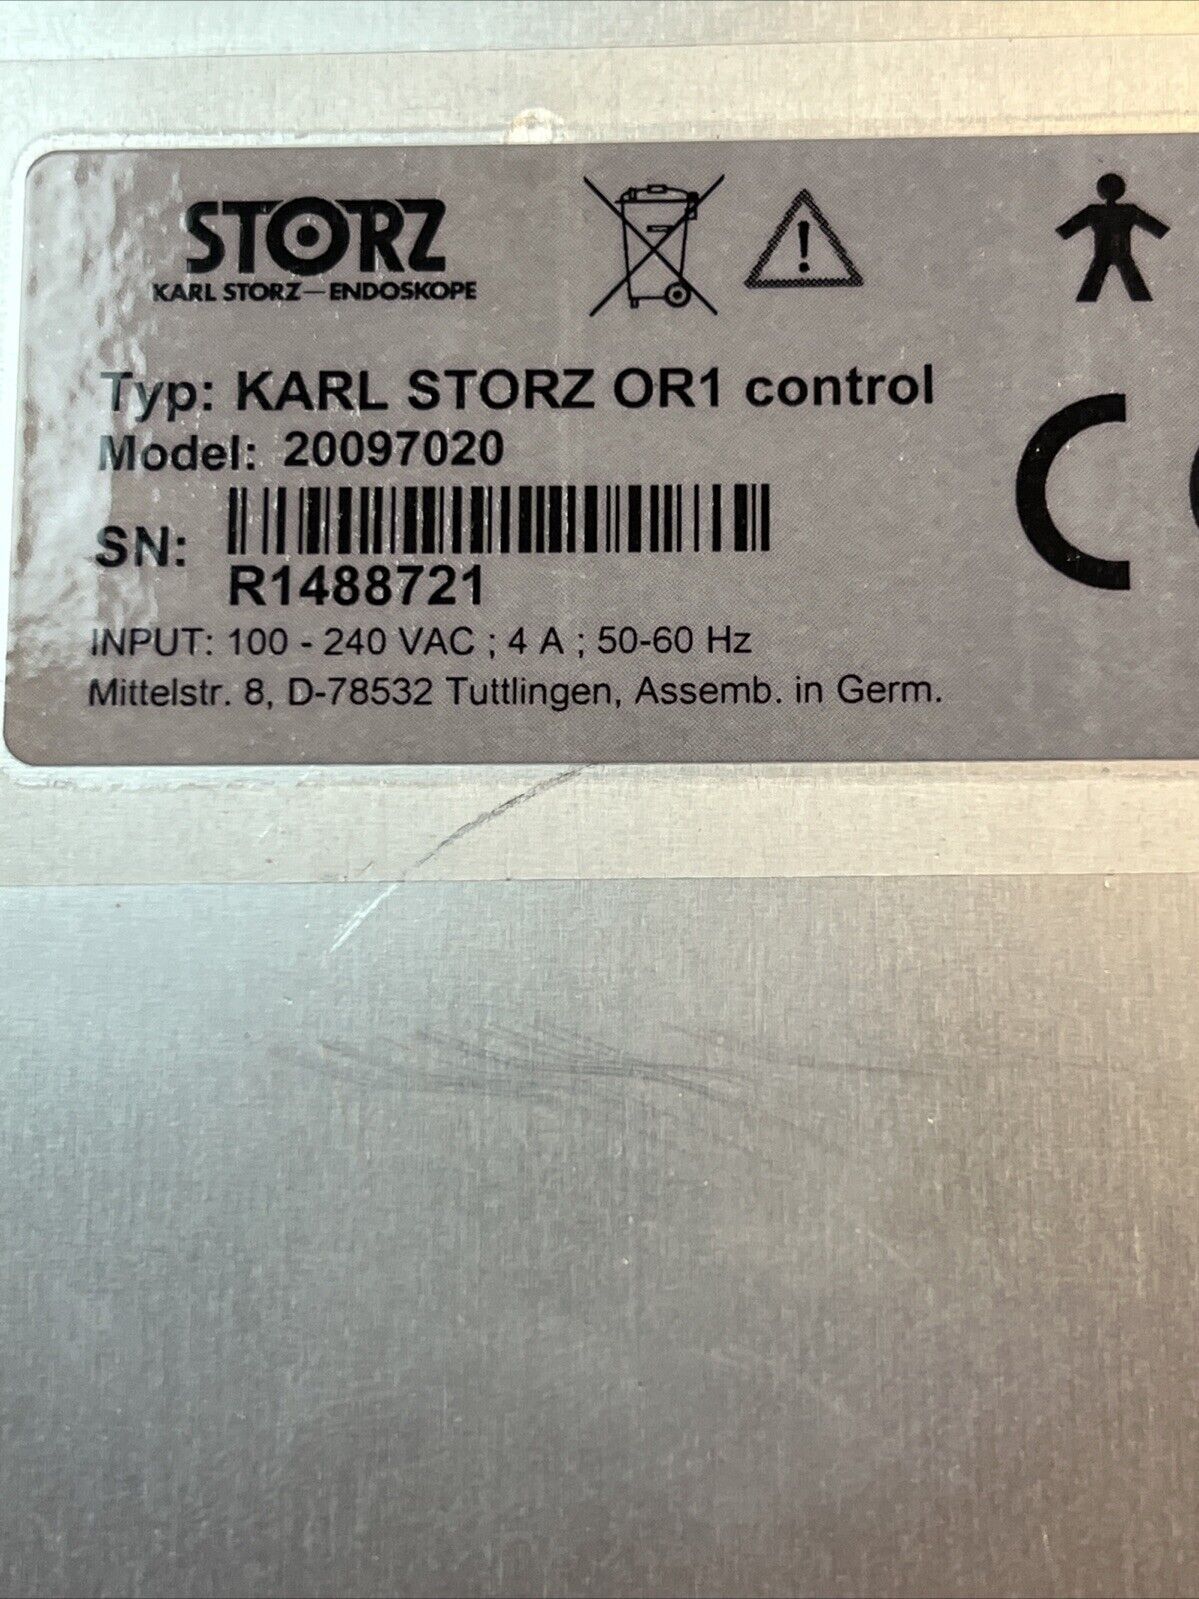 STORZ
KARL STORZ—ENDOSKOPE
Typ: KARL STORZ OR1 control
Model: 20097020
SN:
R1488721
INPUT: 100 - 240 VAC ; 4 A ; 50-60 Hz
Mittelstr. 8, D-78532 Tuttlingen, Assemb. in Germ.